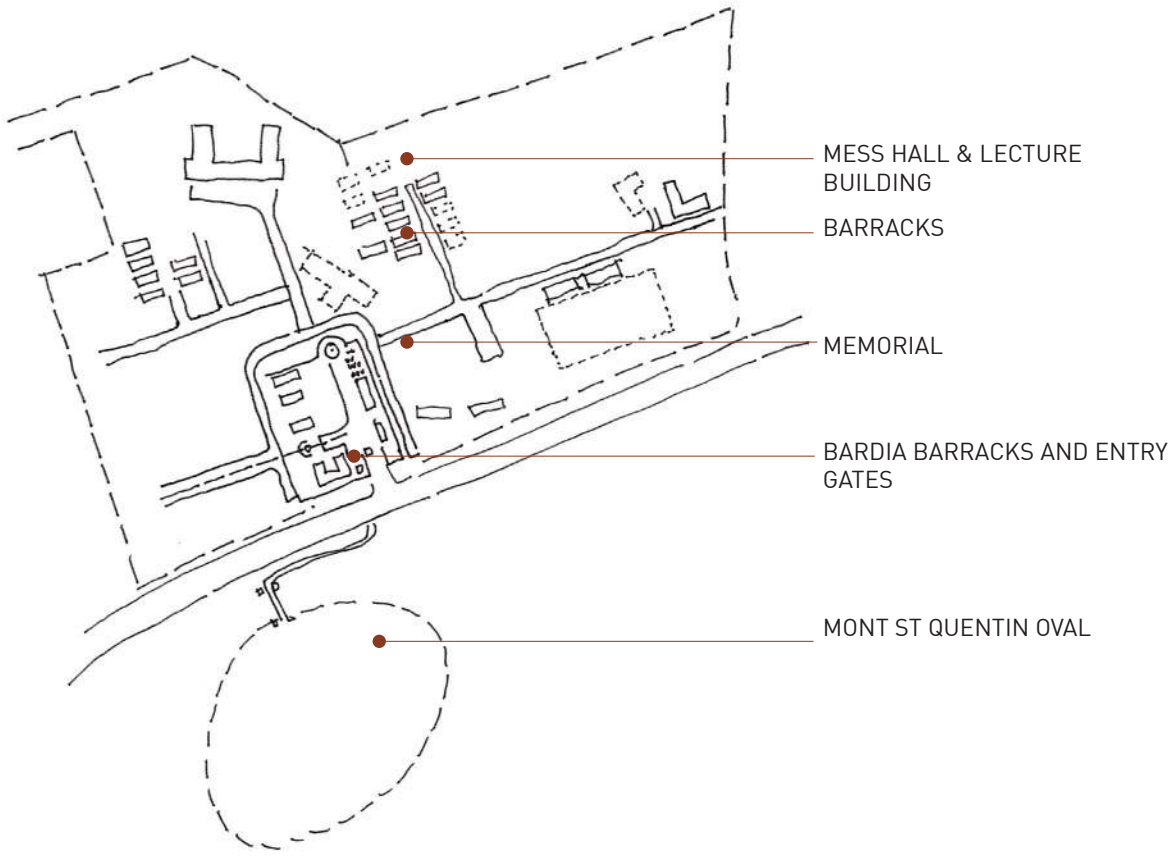 MESS HALL & LECTURE
BUILDING
BARRACKS
MEMORIAL
BARDIA BARRACKS AND ENTRY
GATES
MONT ST QUENTIN OVAL